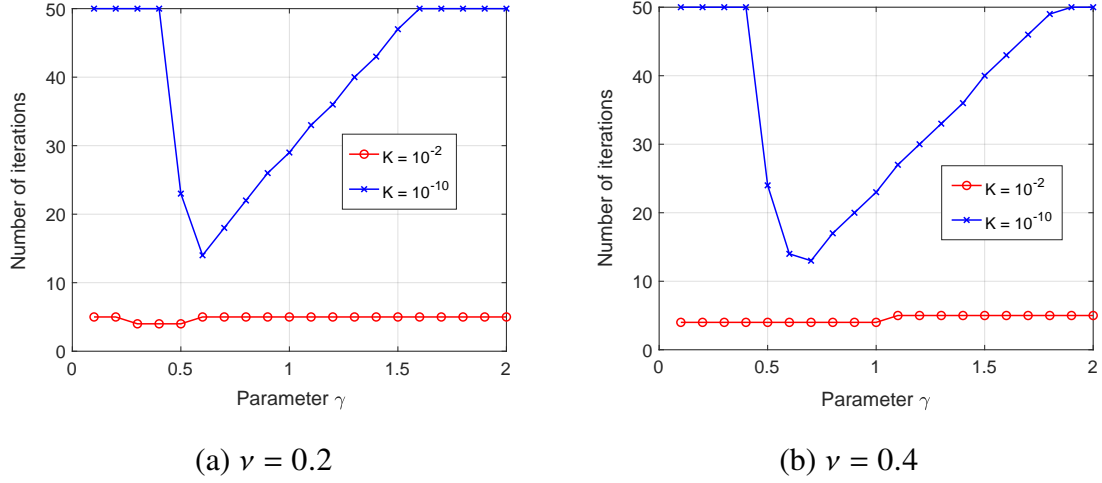 50
40
30
20
10
0
Number of iterations
0
0.5
1
1.5
2
Parameter γ
K = 10⁻²
K = 10⁻¹⁰
(a) ν = 0.2
50
40
30
20
10
0
Number of iterations
0
0.5
1
1.5
2
Parameter γ
K = 10⁻²
K = 10⁻¹⁰
(b) ν = 0.4